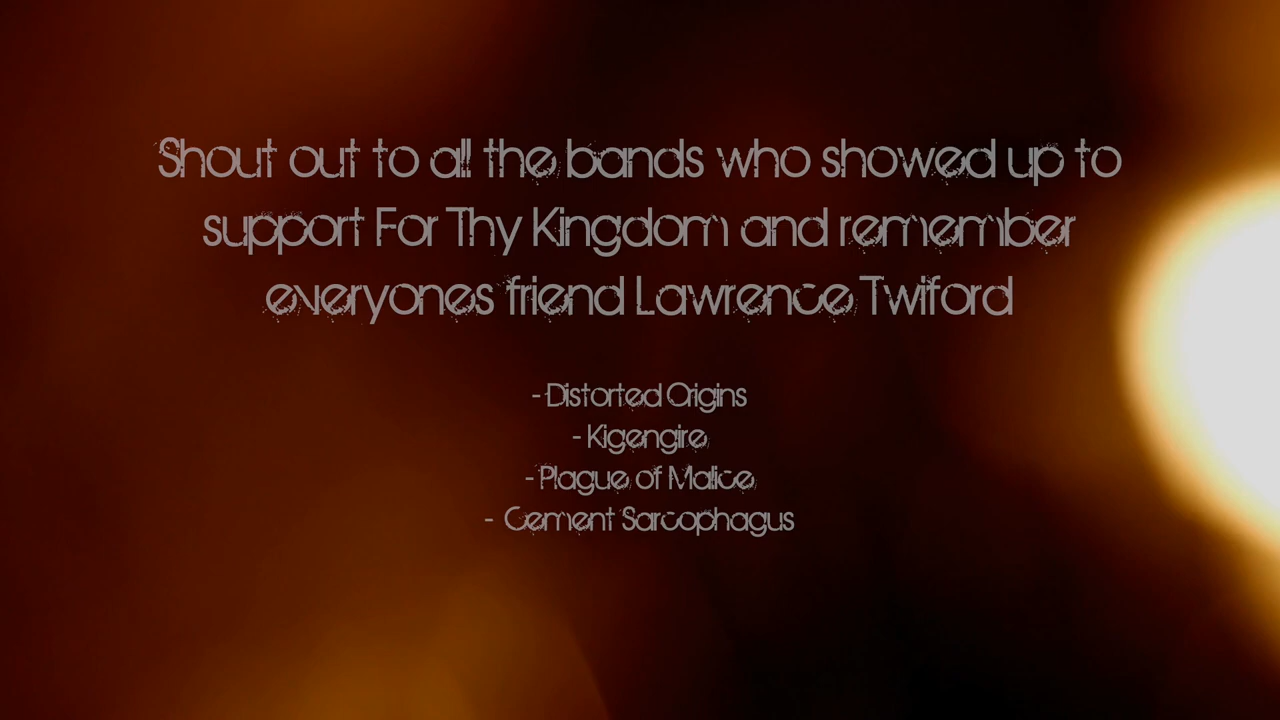 Shout out to all the bands who showed up to
support For Thy Kingdom and remember
everyones friend Lawrence Twiford
- Distorted Origins
- Kigengire
- Plague of Malice
- Cement Sarcophagus